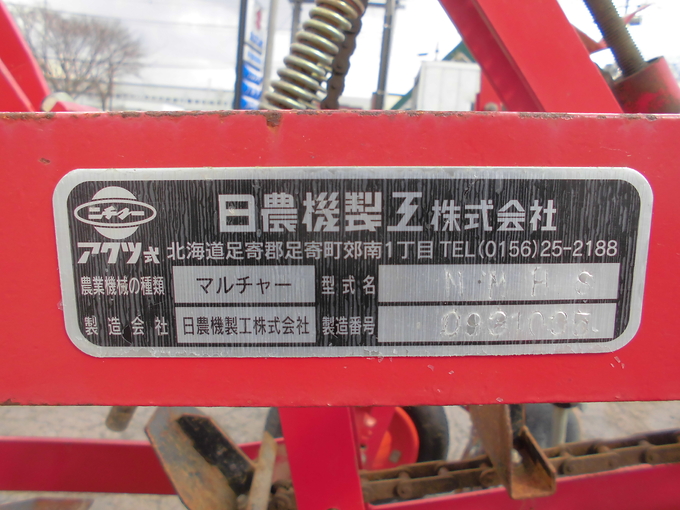 ニチノー
日農機製工株式会社
アクツ式 北海道足寄郡足寄町郊南1丁目 TEL(0156)25-2188
農業機械の種類 マルチャー 型式名
製造会社 日農機製工株式会社 製造番号